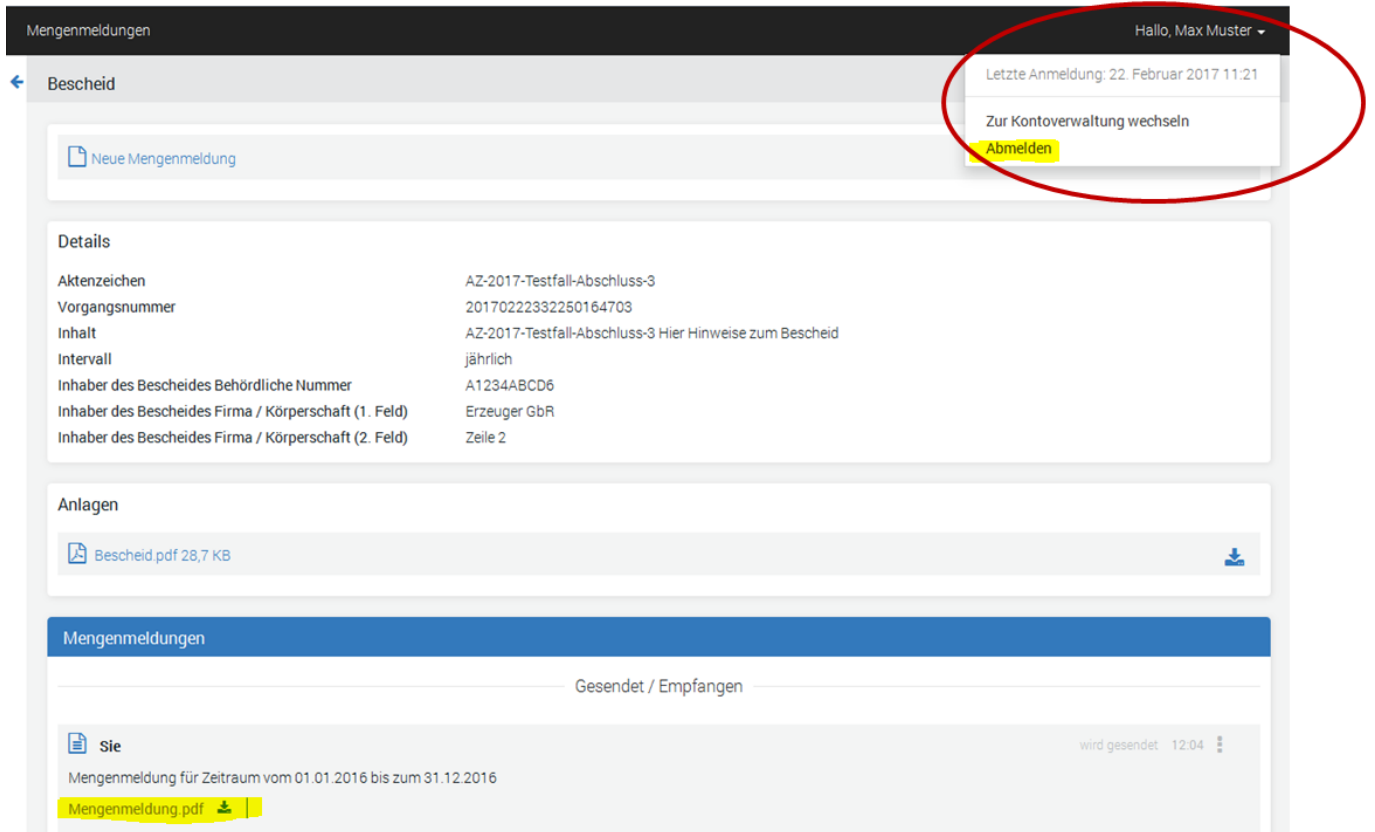 Mengenmeldungen Hallo, Max Muster
Bescheid
Letzte Anmeldung: 22. Februar 2017 11:21
Zur Kontoverwaltung wechseln
Abmelden
Neue Mengenmeldung
Details
Aktenzeichen AZ-2017-Testfall-Abschluss-3
Vorgangsnummer 20170222332250164703
Inhalt AZ-2017-Testfall-Abschluss-3 Hier Hinweise zum Bescheid
Intervall jährlich
Inhaber des Bescheides Behördliche Nummer A1234ABCD6
Inhaber des Bescheides Firma / Körperschaft (1. Feld) Erzeuger GbR
Inhaber des Bescheides Firma / Körperschaft (2. Feld) Zeile 2
Anlagen
Bescheid.pdf 28,7 KB
Mengenmeldungen
Gesendet / Empfangen
Sie wird gesendet 12:04
Mengenmeldung für Zeitraum vom 01.01.2016 bis zum 31.12.2016
Mengenmeldung.pdf